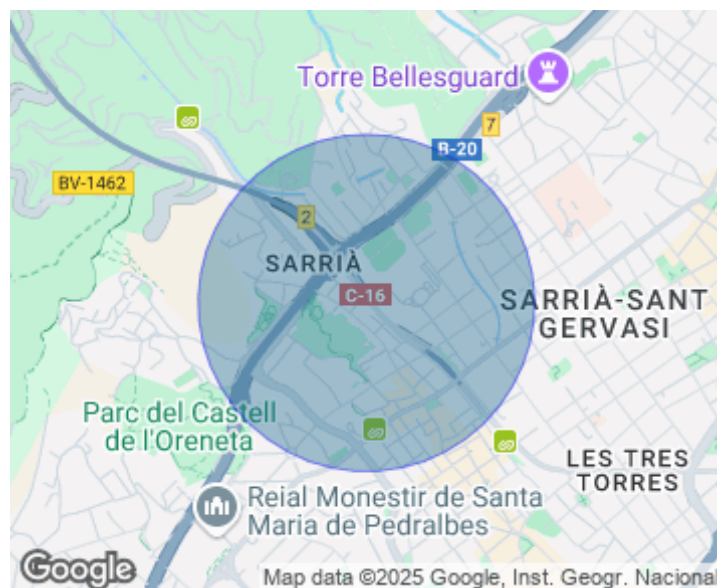 Torre Bellesguard
7
B-20
BV-1462
2
SARRIÀ
C-16
SARRIÀ-SANT
GERVASI
Parc del Castell
de l'Oreneta
LES TRES
TORRES
Reial Monestir de Santa
Maria de Pedralbes
Google
Map data ©2025 Google, Inst. Geogr. Nacional